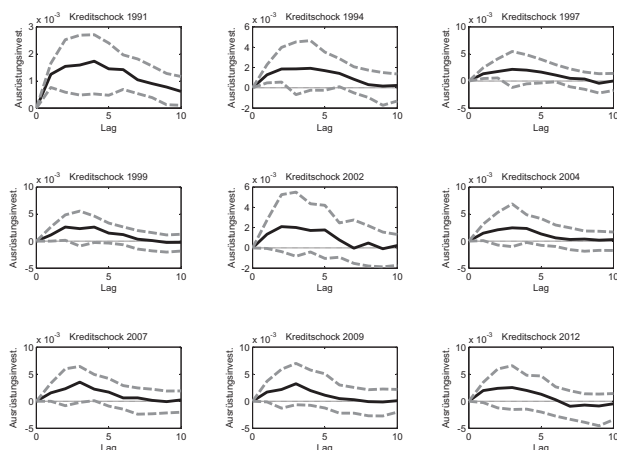 Kreditschock 1991
x 10⁻³
Ausrüstungsinvest.
3
2
1
0
0 5 10
Lag
Kreditschock 1994
x 10⁻³
Ausrüstungsinvest.
6
4
2
0
-2
0 5 10
Lag
Kreditschock 1997
x 10⁻³
Ausrüstungsinvest.
10
5
0
-5
0 5 10
Lag
Kreditschock 1999
x 10⁻³
Ausrüstungsinvest.
10
5
0
-5
0 5 10
Lag
Kreditschock 2002
x 10⁻³
Ausrüstungsinvest.
6
4
2
0
-2
0 5 10
Lag
Kreditschock 2004
x 10⁻³
Ausrüstungsinvest.
10
5
0
-5
0 5 10
Lag
Kreditschock 2007
x 10⁻³
Ausrüstungsinvest.
10
5
0
-5
0 5 10
Lag
Kreditschock 2009
x 10⁻³
Ausrüstungsinvest.
10
5
0
-5
0 5 10
Lag
Kreditschock 2012
x 10⁻³
Ausrüstungsinvest.
10
5
0
-5
0 5 10
Lag